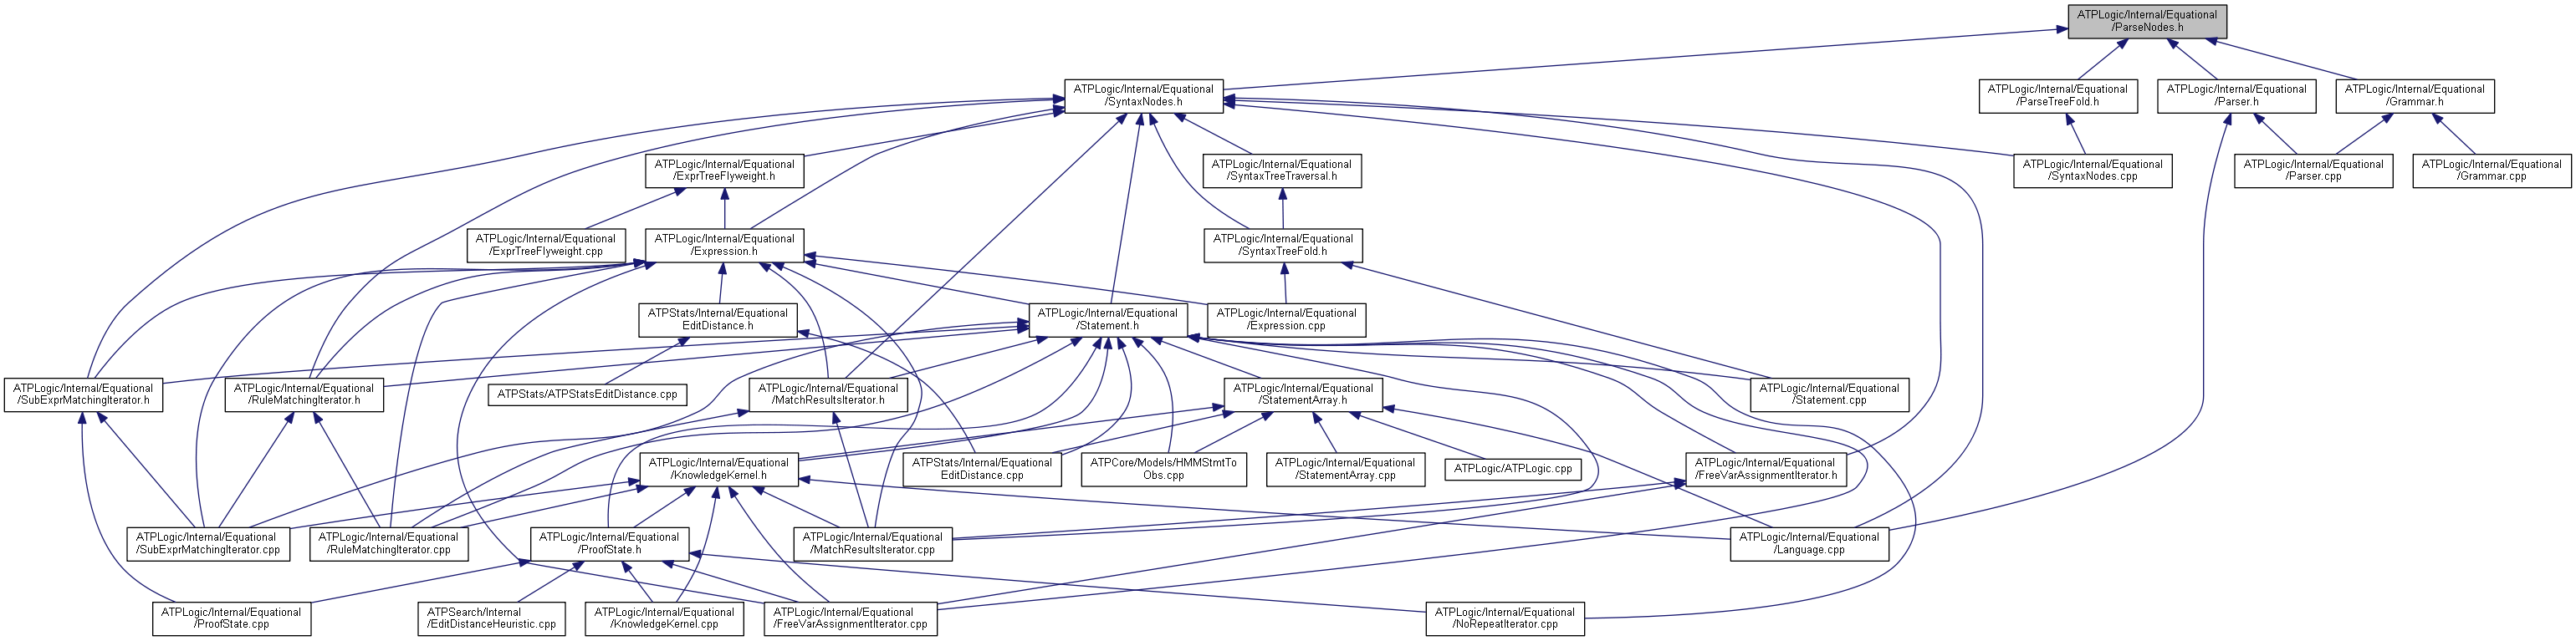 ATPLogic/Internal/Equational
/ParseNodes.h
ATPLogic/Internal/Equational
/SyntaxNodes.h
ATPLogic/Internal/Equational
/ParseTreeFold.h
ATPLogic/Internal/Equational
/Parser.h
ATPLogic/Internal/Equational
/Grammar.h
ATPLogic/Internal/Equational
/ExprTreeFlyweight.h
ATPLogic/Internal/Equational
/SyntaxTreeTraversal.h
ATPLogic/Internal/Equational
/SyntaxNodes.cpp
ATPLogic/Internal/Equational
/Parser.cpp
ATPLogic/Internal/Equational
/Grammar.cpp
ATPLogic/Internal/Equational
/ExprTreeFlyweight.cpp
ATPLogic/Internal/Equational
/Expression.h
ATPLogic/Internal/Equational
/SyntaxTreeFold.h
ATPStats/Internal/Equational
EditDistance.h
ATPLogic/Internal/Equational
/Statement.h
ATPLogic/Internal/Equational
/Expression.cpp
ATPLogic/Internal/Equational
/SubExprMatchingIterator.h
ATPLogic/Internal/Equational
/RuleMatchingIterator.h
ATPStats/ATPStatsEditDistance.cpp
ATPLogic/Internal/Equational
/MatchResultsIterator.h
ATPLogic/Internal/Equational
/StatementArray.h
ATPLogic/Internal/Equational
/Statement.cpp
ATPLogic/Internal/Equational
/KnowledgeKernel.h
ATPStats/Internal/Equational
EditDistance.cpp
ATPCore/Models/HMMStmtTo
Obs.cpp
ATPLogic/Internal/Equational
/StatementArray.cpp
ATPLogic/ATPLogic.cpp
ATPLogic/Internal/Equational
/FreeVarAssignmentIterator.h
ATPLogic/Internal/Equational
/SubExprMatchingIterator.cpp
ATPLogic/Internal/Equational
/RuleMatchingIterator.cpp
ATPLogic/Internal/Equational
/ProofState.h
ATPLogic/Internal/Equational
/MatchResultsIterator.cpp
ATPLogic/Internal/Equational
/Language.cpp
ATPLogic/Internal/Equational
/ProofState.cpp
ATPSearch/Internal
/EditDistanceHeuristic.cpp
ATPLogic/Internal/Equational
/KnowledgeKernel.cpp
ATPLogic/Internal/Equational
/FreeVarAssignmentIterator.cpp
ATPLogic/Internal/Equational
/NoRepeatIterator.cpp